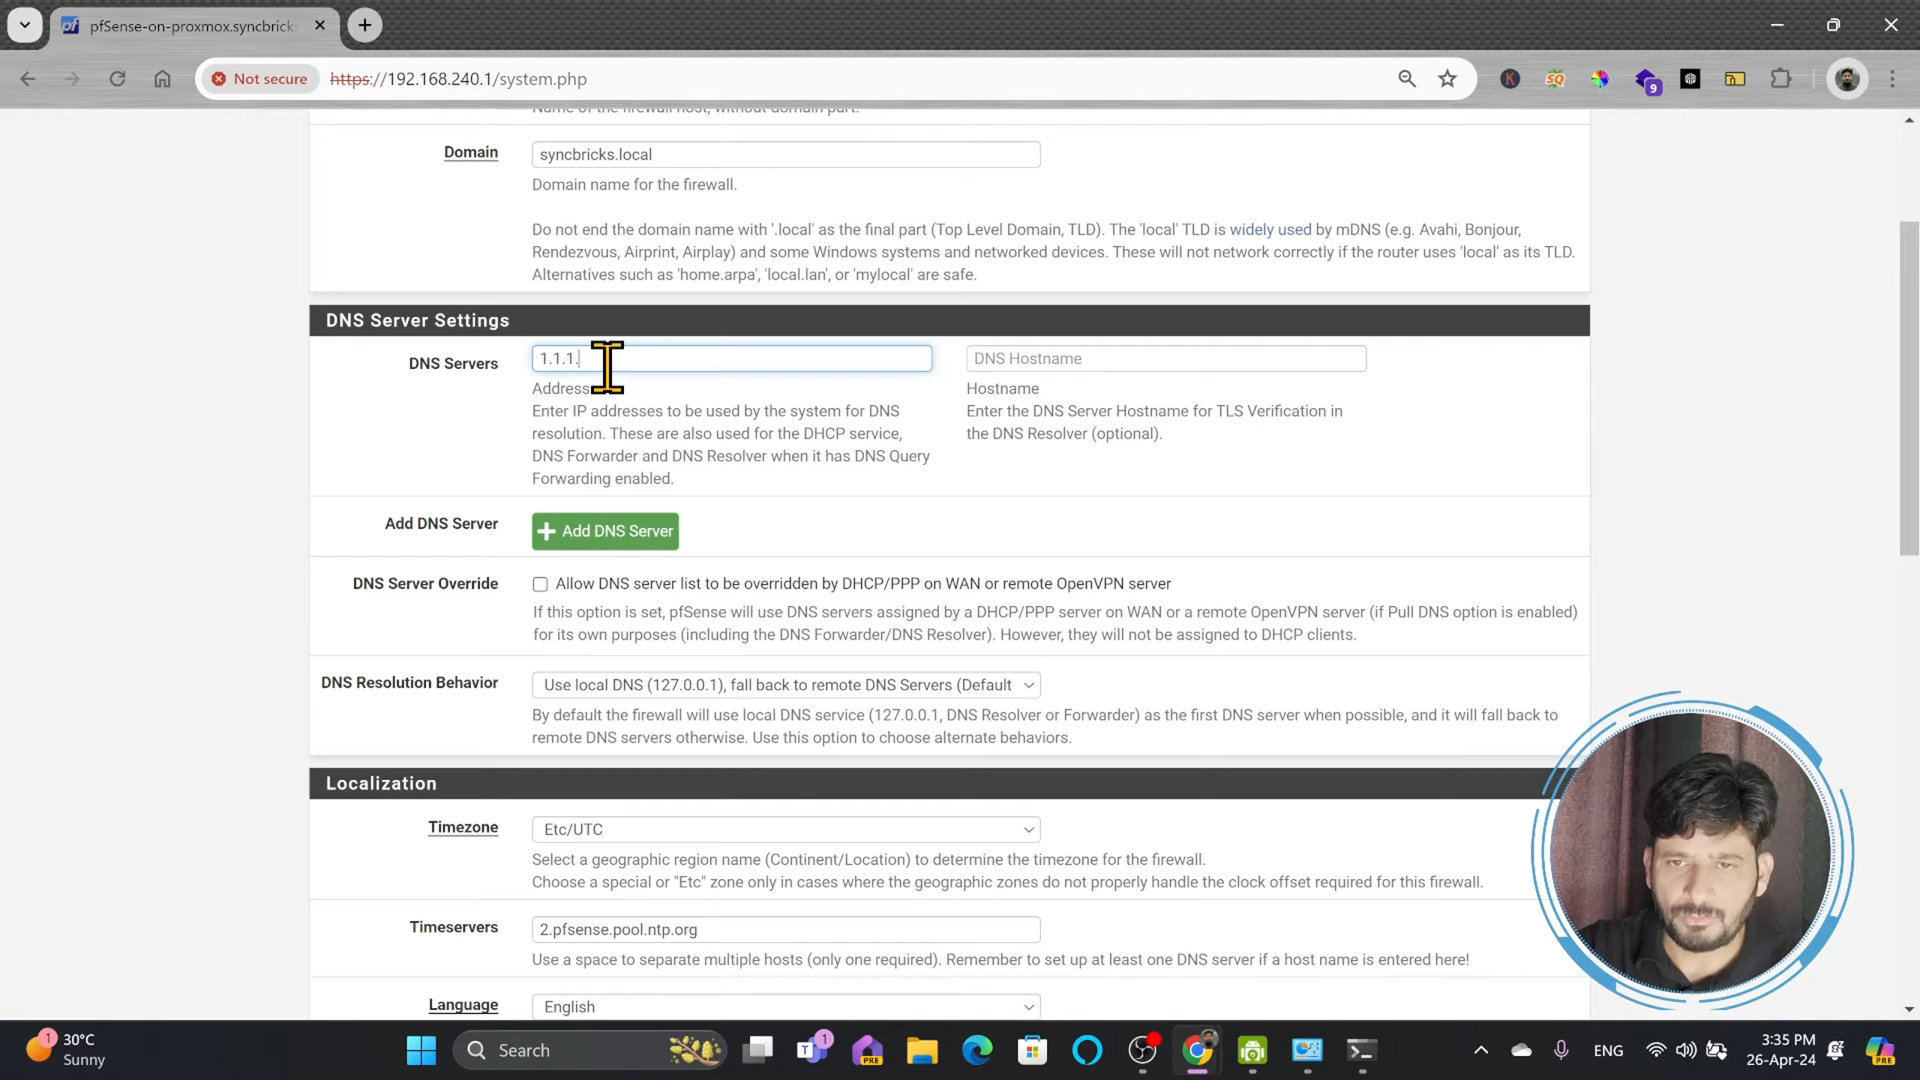 pfSense-on-proxmox.syncbricks
Not secure
https://192.168.240.1/system.php
K
SQ
9
Name of the firewall host, without domain part.
Domain
syncbricks.local
Domain name for the firewall.
Do not end the domain name with '.local' as the final part (Top Level Domain, TLD). The 'local' TLD is widely used by mDNS (e.g. Avahi, Bonjour,
Rendezvous, Airprint, Airplay) and some Windows systems and networked devices. These will not network correctly if the router uses 'local' as its TLD.
Alternatives such as 'home.arpa', 'local.lan', or 'mylocal' are safe.
DNS Server Settings
DNS Servers
1.1.1.
DNS Hostname
Address
Hostname
Enter IP addresses to be used by the system for DNS
resolution. These are also used for the DHCP service,
DNS Forwarder and DNS Resolver when it has DNS Query
Forwarding enabled.
Enter the DNS Server Hostname for TLS Verification in
the DNS Resolver (optional).
Add DNS Server
Add DNS Server
DNS Server Override
Allow DNS server list to be overridden by DHCP/PPP on WAN or remote OpenVPN server
If this option is set, pfSense will use DNS servers assigned by a DHCP/PPP server on WAN or a remote OpenVPN server (if Pull DNS option is enabled)
for its own purposes (including the DNS Forwarder/DNS Resolver). However, they will not be assigned to DHCP clients.
DNS Resolution Behavior
Use local DNS (127.0.0.1), fall back to remote DNS Servers (Default
By default the firewall will use local DNS service (127.0.0.1, DNS Resolver or Forwarder) as the first DNS server when possible, and it will fall back to
remote DNS servers otherwise. Use this option to choose alternate behaviors.
Localization
Timezone
Etc/UTC
Select a geographic region name (Continent/Location) to determine the timezone for the firewall.
Choose a special or "Etc" zone only in cases where the geographic zones do not properly handle the clock offset required for this firewall.
Timeservers
2.pfsense.pool.ntp.org
Use a space to separate multiple hosts (only one required). Remember to set up at least one DNS server if a host name is entered here!
Language
English
1
30°C
Sunny
Search
1
PRE
ENG
3:35 PM
26-Apr-24
PRE